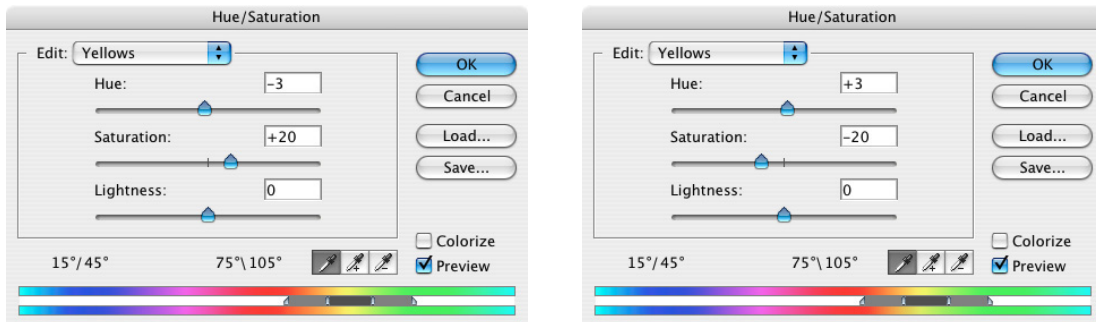 Hue/Saturation
Edit: Yellows
Hue: −3
Saturation: +20
Lightness: 0
OK
Cancel
Load...
Save...
Colorize
Preview
15°/45° 75°\105°
Hue/Saturation
Edit: Yellows
Hue: +3
Saturation: −20
Lightness: 0
OK
Cancel
Load...
Save...
Colorize
Preview
15°/45° 75°\105°